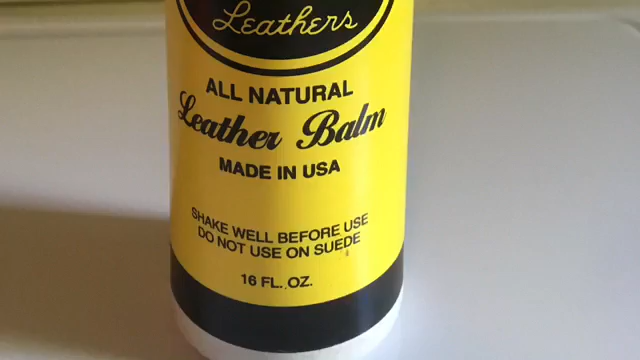 Leathers
ALL NATURAL
Leather Balm
MADE IN USA
SHAKE WELL BEFORE USE
DO NOT USE ON SUEDE
16 FL. OZ.